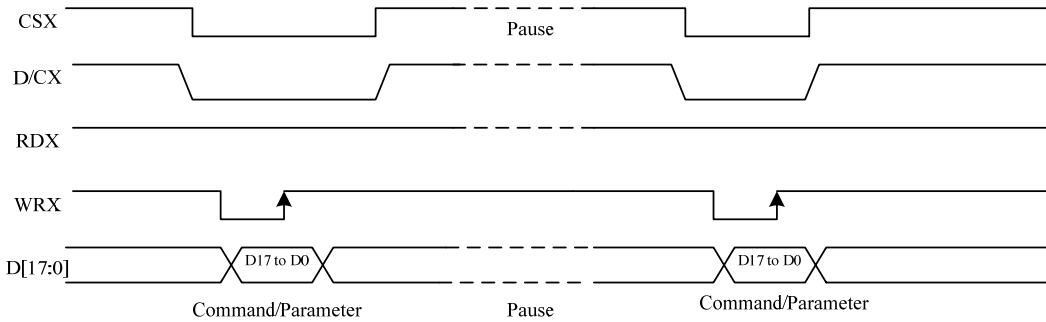 CSX
Pause
D/CX
RDX
WRX
D[17:0]
D17 to D0
D17 to D0
Command/Parameter
Pause
Command/Parameter